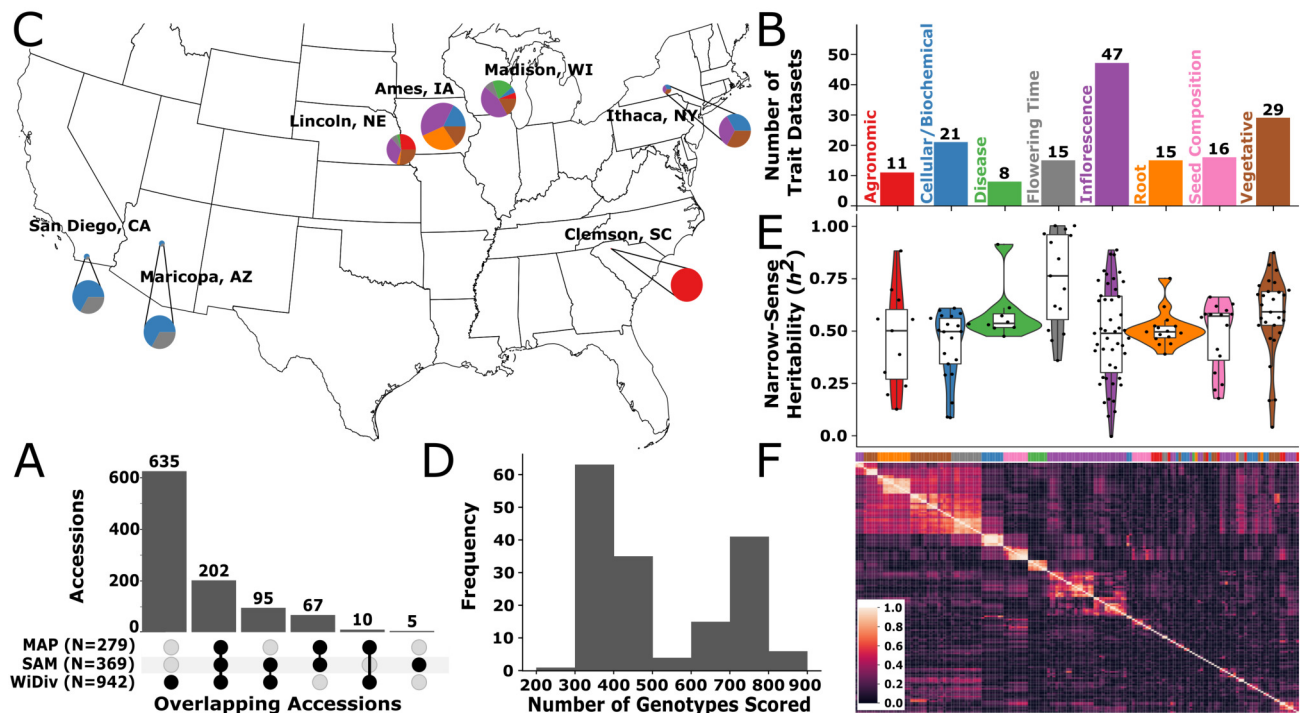 C
Madison, WI
Ames, IA
Lincoln, NE
Ithaca, NY
San Diego, CA
Maricopa, AZ
Clemson, SC
B
Number of
Trait Datasets
50
40
30
20
10
0
11
21
8
15
47
15
16
29
Agronomic
Cellular/Biochemical
Disease
Flowering Time
Inflorescence
Root
Seed Composition
Vegetative
E
Narrow-Sense
Heritability (h²)
1.00
0.75
0.50
0.25
0.0
A
Accessions
600
400
200
0
635
202
95
67
10
5
MAP (N=279)
SAM (N=369)
WiDiv (N=942)
Overlapping Accessions
D
Frequency
60
50
40
30
20
10
0
200 300 400 500 600 700 800 900
Number of Genotypes Scored
F
1.0
0.8
0.6
0.4
0.2
0.0